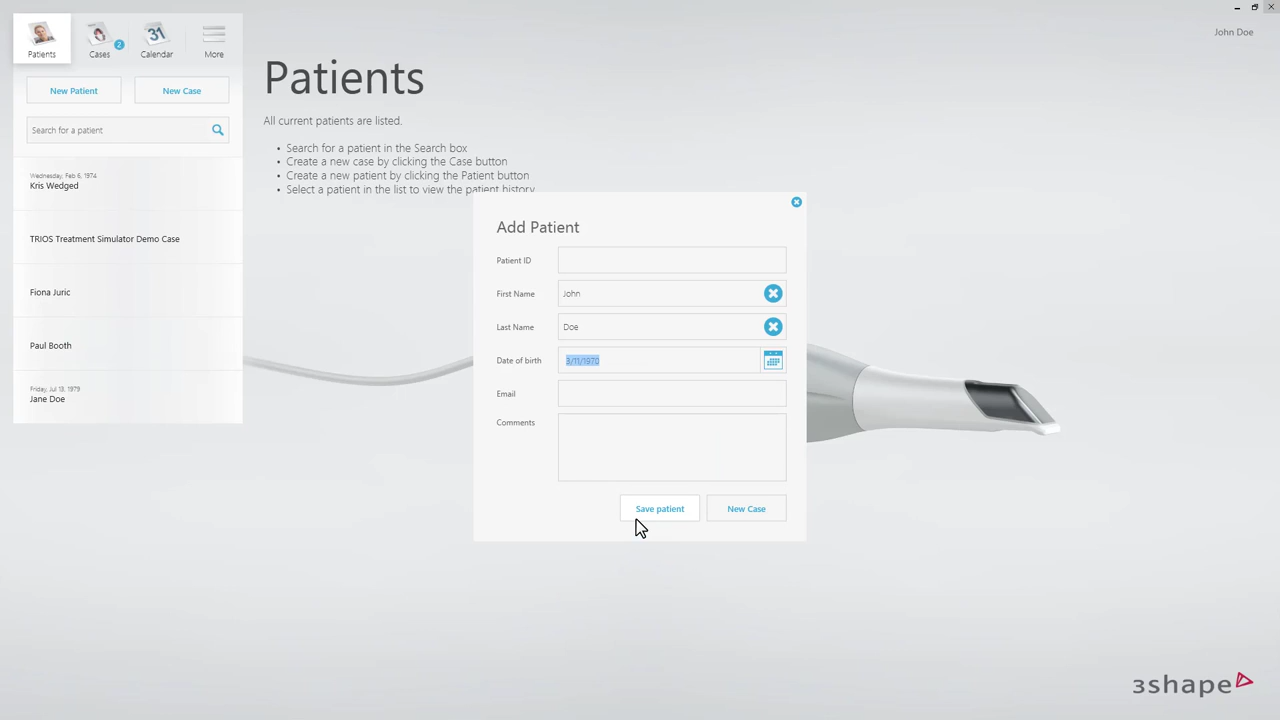 Patients
Cases
2
31
Calendar
More
John Doe
New Patient
New Case
Search for a patient
Wednesday, Feb 6, 1974
Kris Wedged
TRIOS Treatment Simulator Demo Case
Fiona Juric
Paul Booth
Friday, Jul 13, 1979
Jane Doe
Patients
All current patients are listed.
• Search for a patient in the Search box
• Create a new case by clicking the Case button
• Create a new patient by clicking the Patient button
• Select a patient in the list to view the patient history
Add Patient
Patient ID
First Name
John
Last Name
Doe
Date of birth
3/11/1970
Email
Comments
Save patient
New Case
3shape